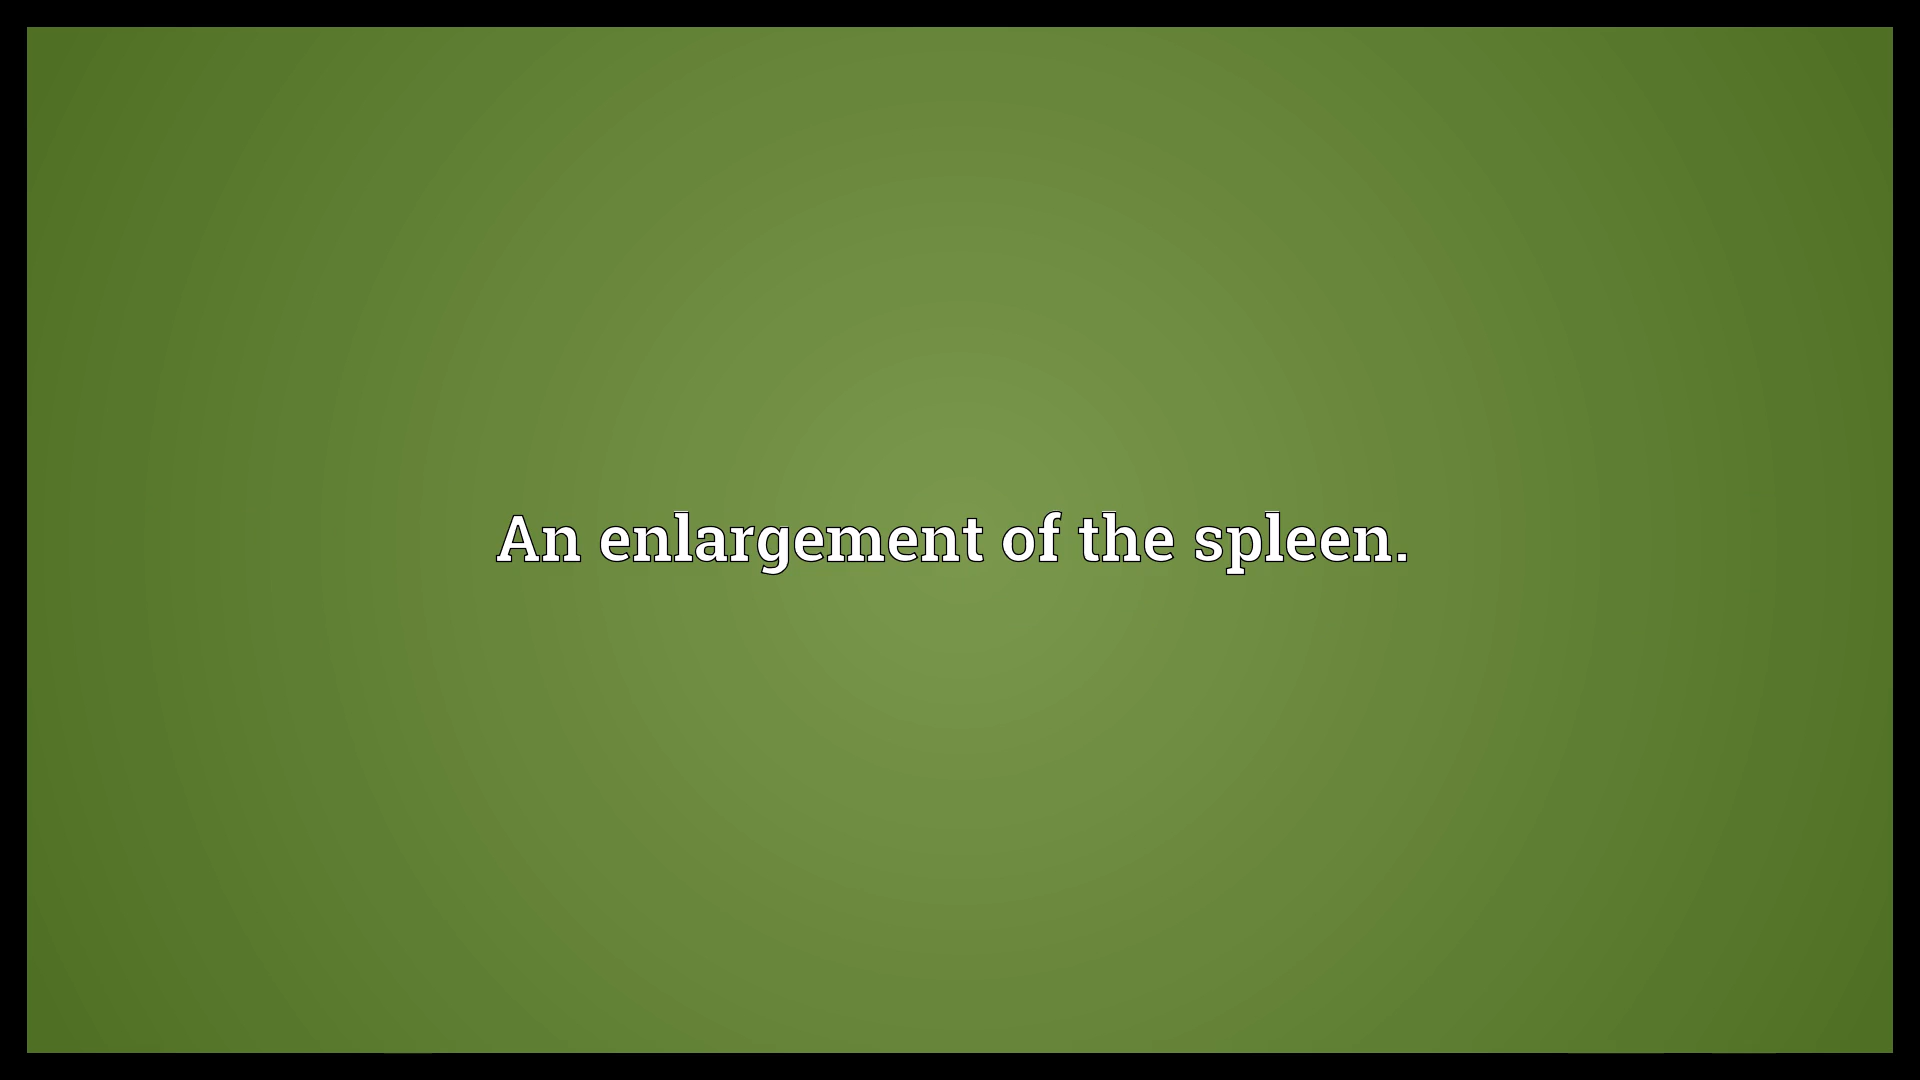 An enlargement of the spleen.